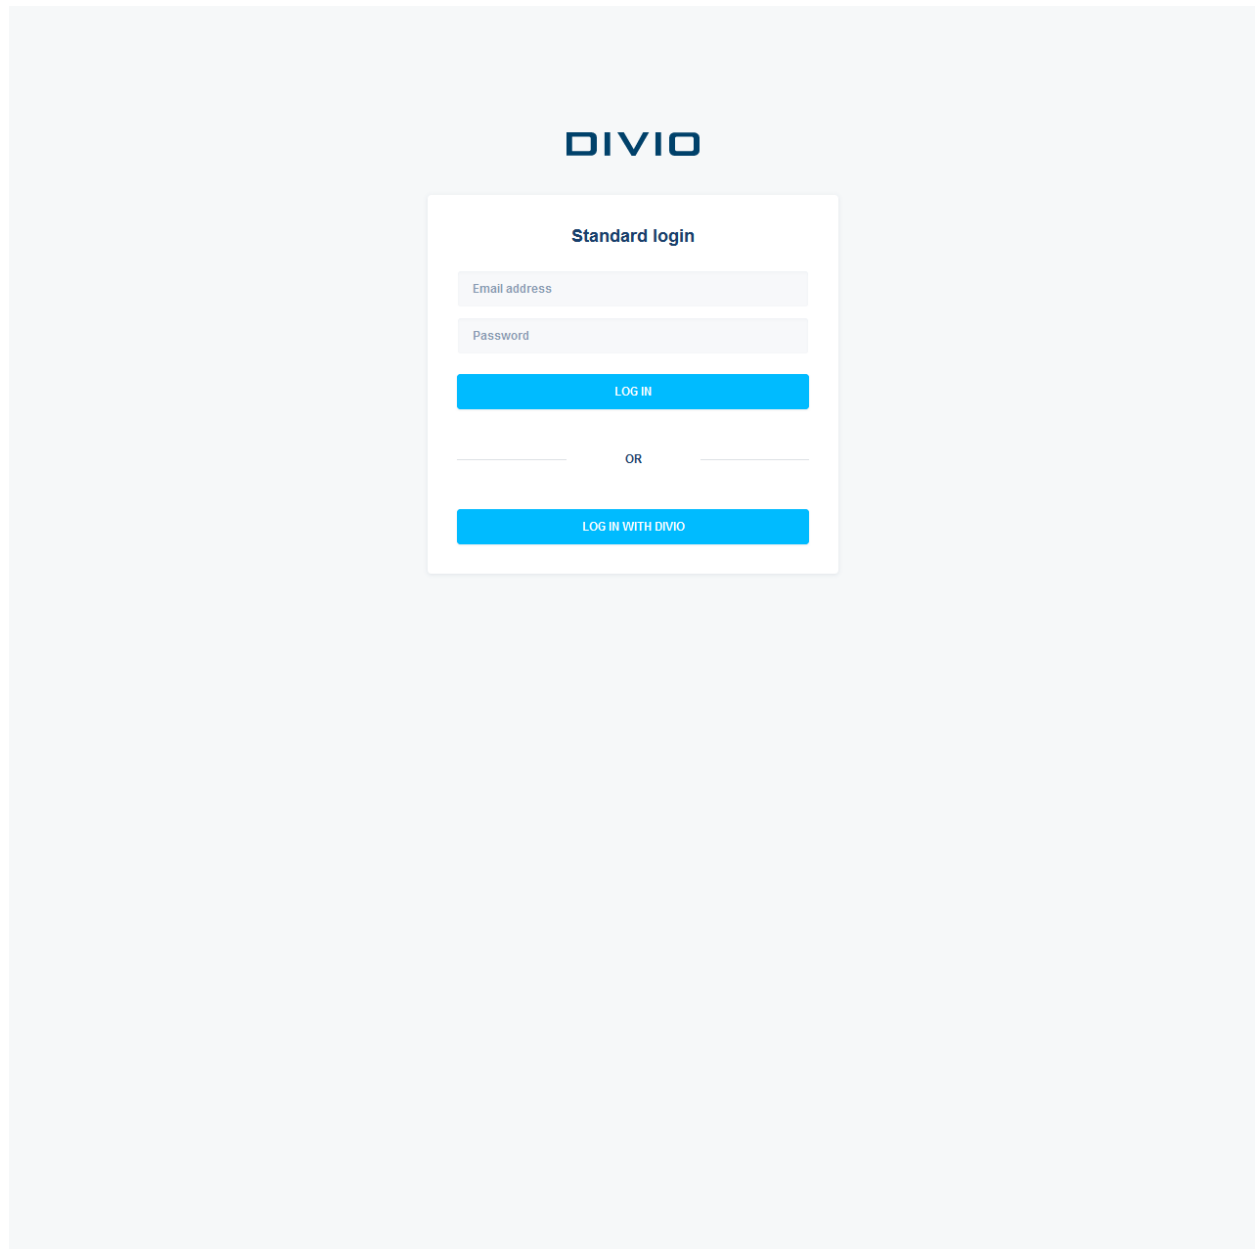 DIVIO
Standard login
Email address
Password
LOG IN
OR
LOG IN WITH DIVIO